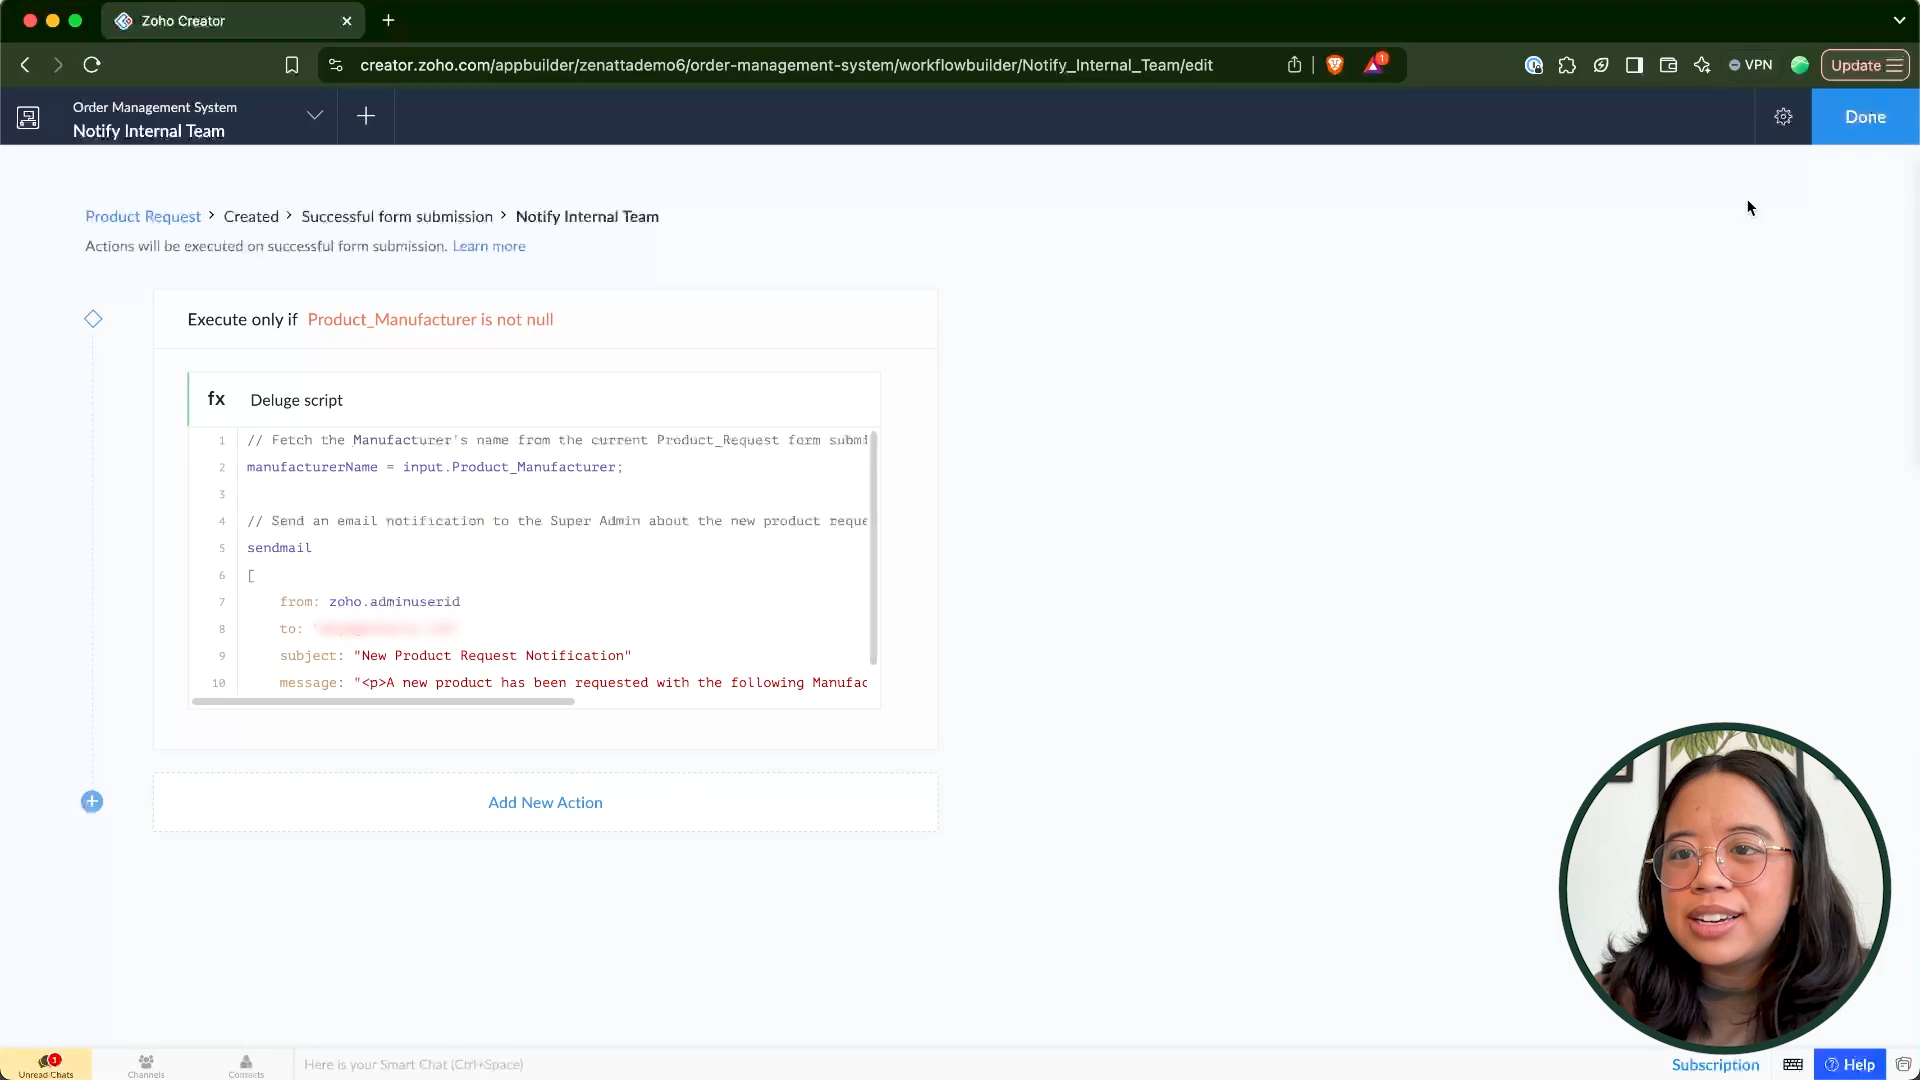 Zoho Creator
creator.zoho.com/appbuilder/zenattademo6/order-management-system/workflowbuilder/Notify_Internal_Team/edit
1
VPN
Update
Order Management System
Notify Internal Team
Done
Product Request > Created > Successful form submission > Notify Internal Team
Actions will be executed on successful form submission. Learn more
Execute only if Product_Manufacturer is not null
fx Deluge script
1 // Fetch the Manufacturer's name from the current Product_Request form submi
2 manufacturerName = input.Product_Manufacturer;
3
4 // Send an email notification to the Super Admin about the new product reque
5 sendmail
6 [
7 from: zoho.adminuserid
8 to:
9 subject: "New Product Request Notification"
10 message: "<p>A new product has been requested with the following Manufac
Add New Action
1
Unread Chats
Channels
Contacts
Here is your Smart Chat (Ctrl+Space)
Subscription
Help